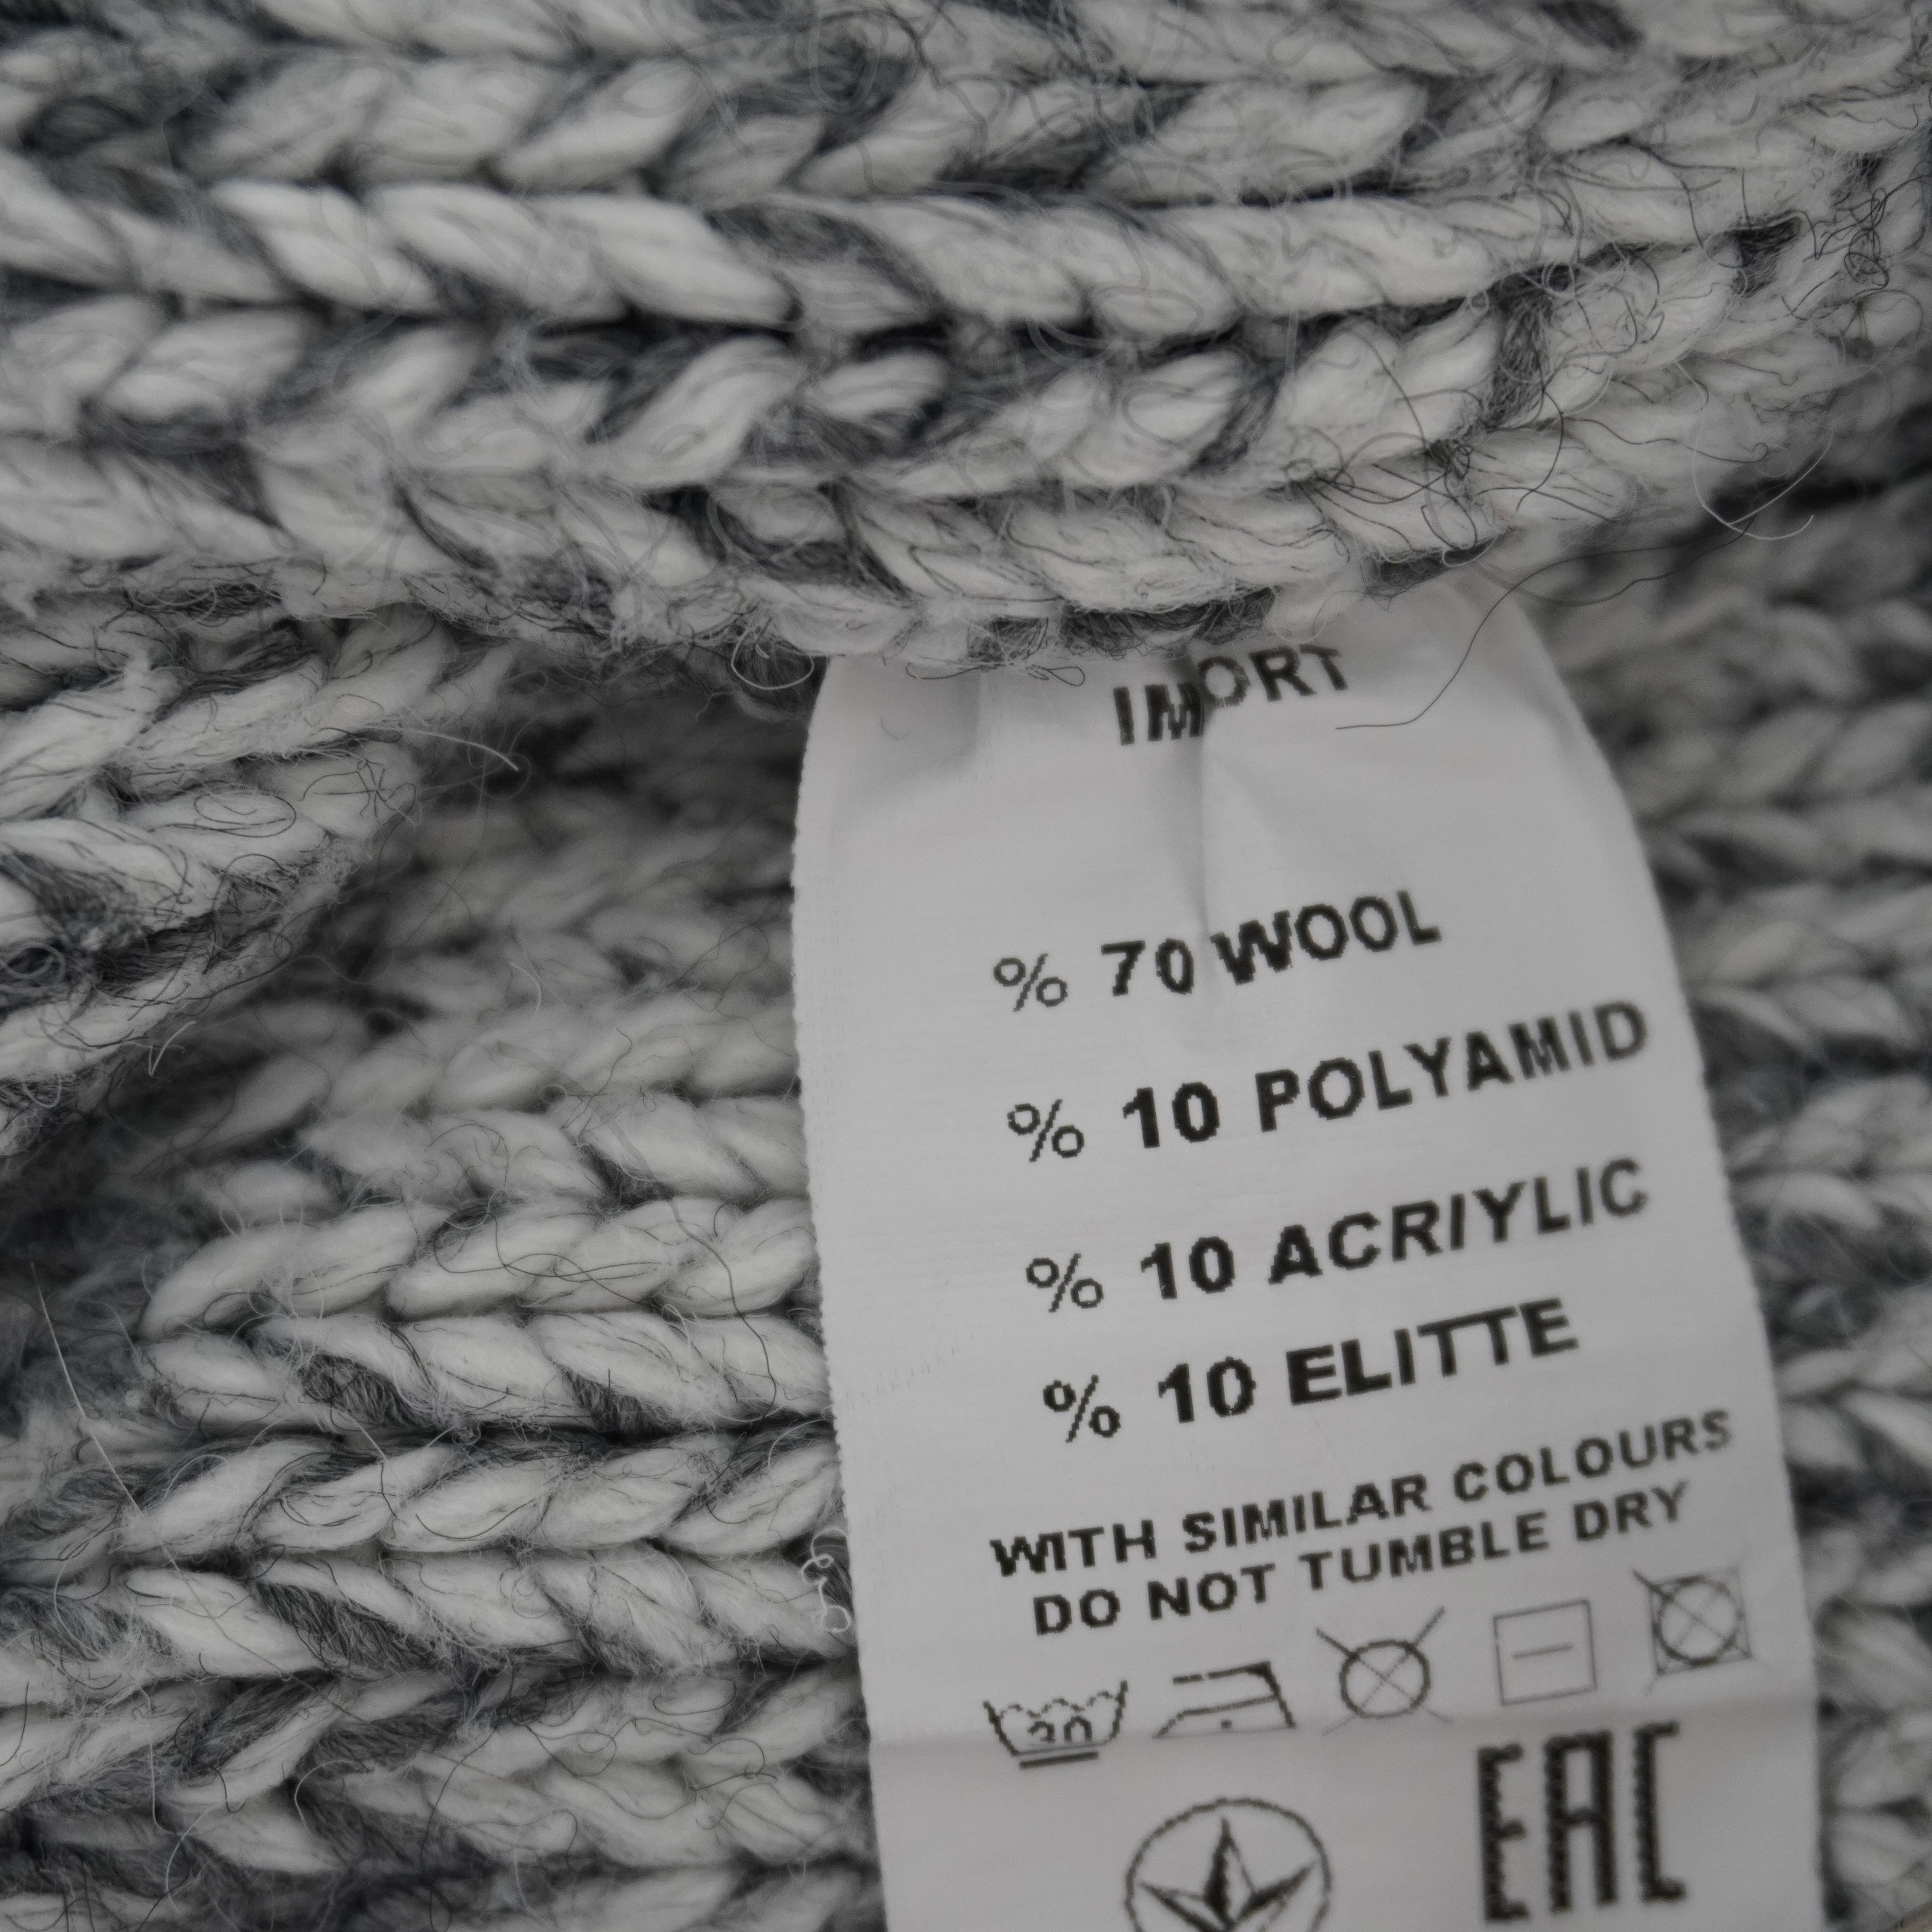 IMORT
% 70 WOOL
% 10 POLYAMID
% 10 ACRIYLIC
% 10 ELITTE
WITH SIMILAR COLOURS
DO NOT TUMBLE DRY
30
EAC